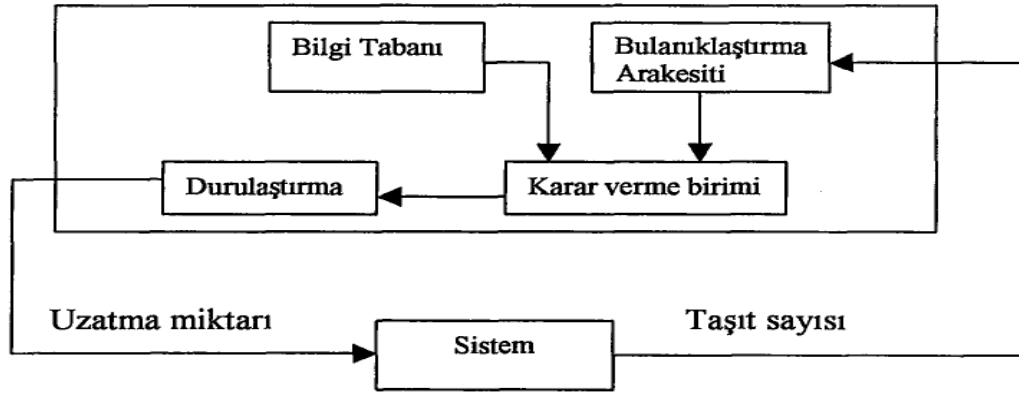 Bilgi Tabanı
Bulanıklaştırma
Arakesiti
Durulaştırma
Karar verme birimi
Uzatma miktarı
Taşıt sayısı
Sistem